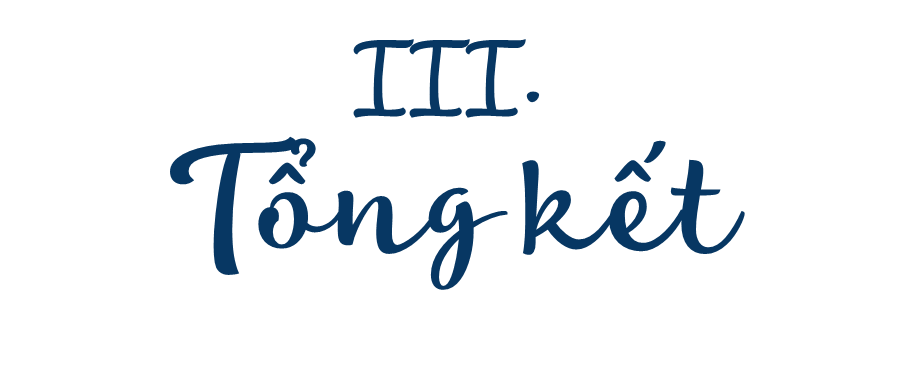 III.
Tổng kết